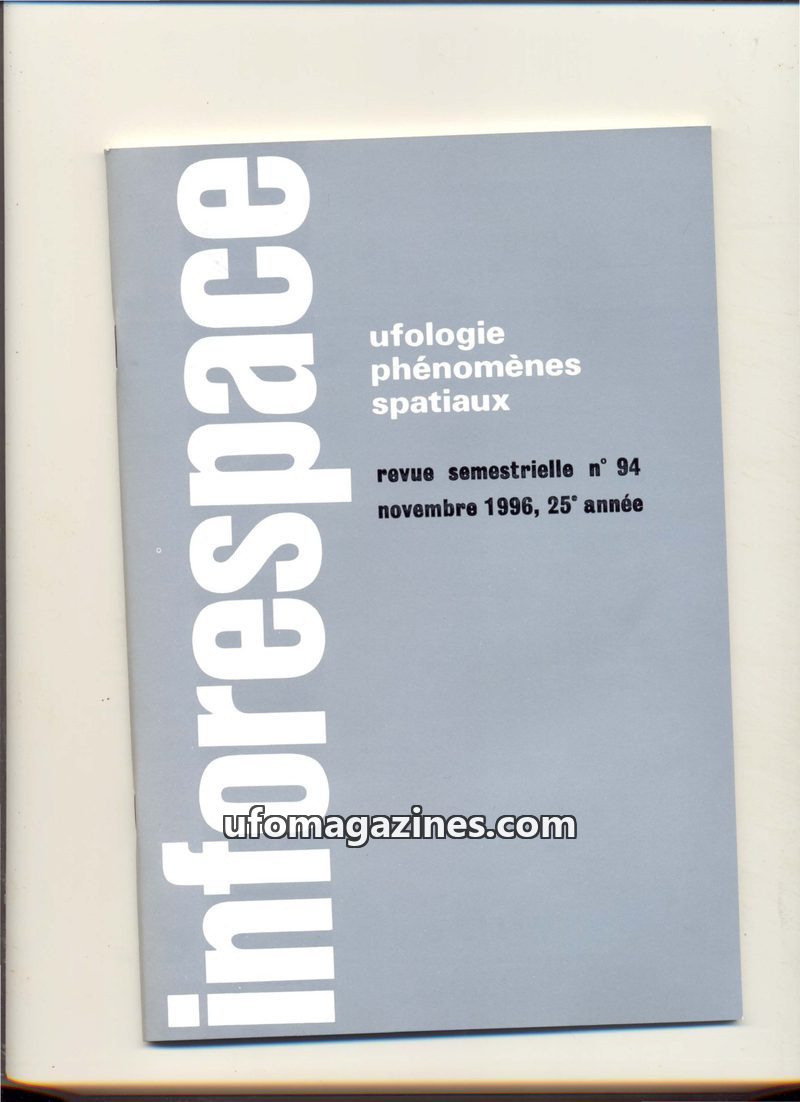 inforespace
ufologie
phénomènes
spatiaux
revue semestrielle n° 94
novembre 1996, 25e année
ufomagazines.com